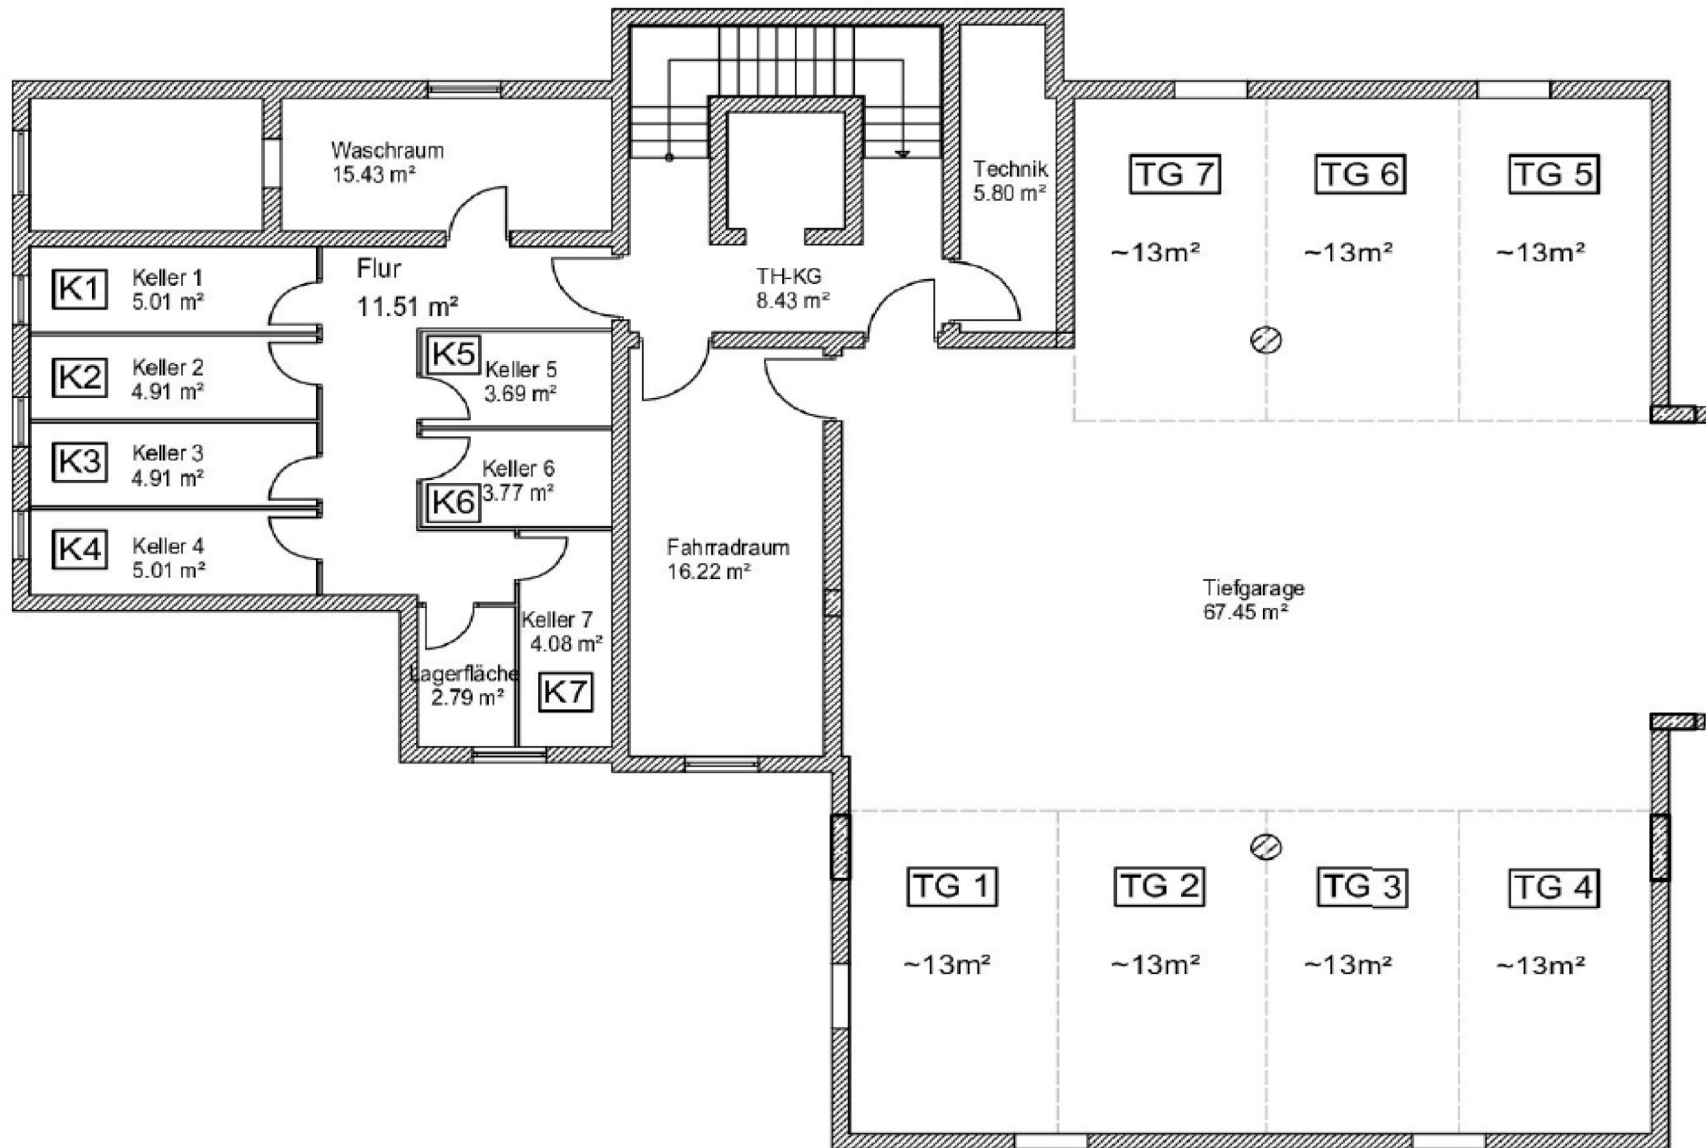 Waschraum
15.43 m²
Technik
5.80 m²
TG 7
TG 6
TG 5
~13m²
~13m²
~13m²
K1
Keller 1
5.01 m²
Flur
11.51 m²
TH-KG
8.43 m²
K2
Keller 2
4.91 m²
K5
Keller 5
3.69 m²
K3
Keller 3
4.91 m²
Keller 6
3.77 m²
K6
K4
Keller 4
5.01 m²
Fahrradraum
16.22 m²
Tiefgarage
67.45 m²
Keller 7
4.08 m²
K7
Lagerfläche
2.79 m²
TG 1
TG 2
TG 3
TG 4
~13m²
~13m²
~13m²
~13m²